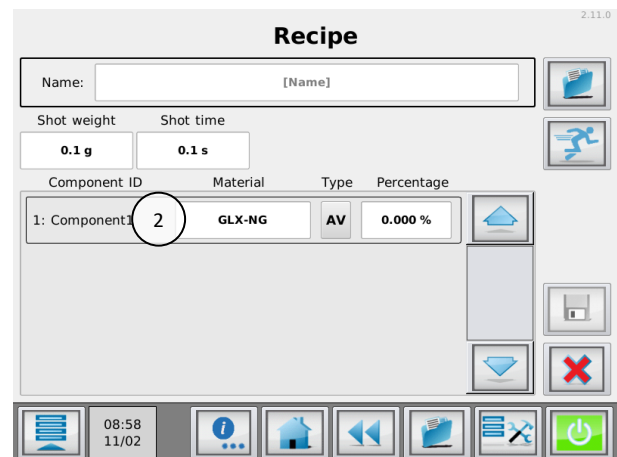 2.11.0
Recipe
Name: [Name]
Shot weight Shot time
0.1 g 0.1 s
Component ID Material Type Percentage
1: Component1 2 GLX-NG AV 0.000 %
08:58
11/02